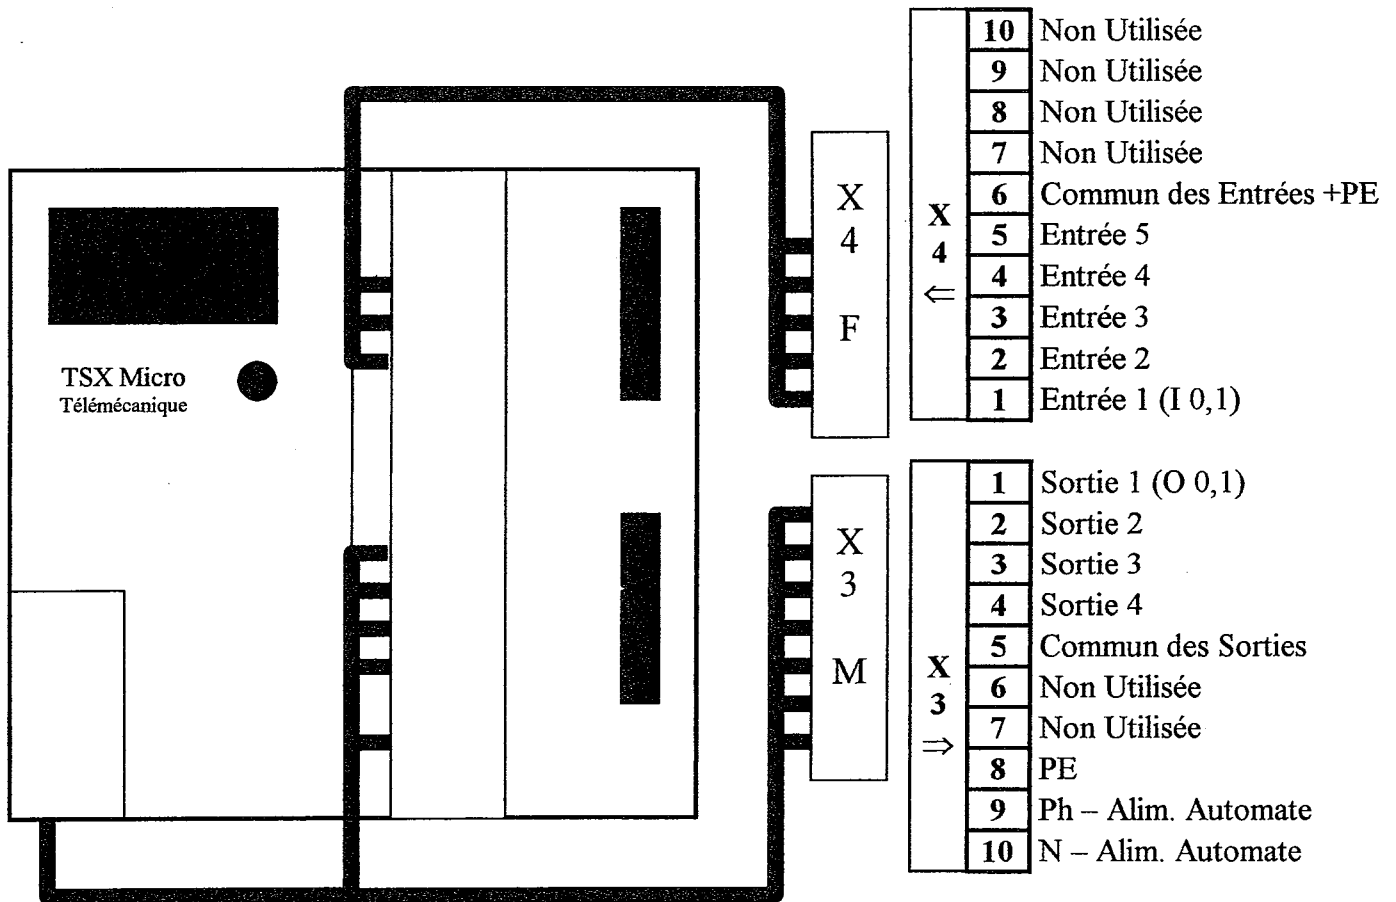 TSX Micro
Télémécanique
X
4
F
X
3
M
X
4
⇐
10 Non Utilisée
9 Non Utilisée
8 Non Utilisée
7 Non Utilisée
6 Commun des Entrées +PE
5 Entrée 5
4 Entrée 4
3 Entrée 3
2 Entrée 2
1 Entrée 1 (I 0,1)
X
3
⇒
1 Sortie 1 (O 0,1)
2 Sortie 2
3 Sortie 3
4 Sortie 4
5 Commun des Sorties
6 Non Utilisée
7 Non Utilisée
8 PE
9 Ph – Alim. Automate
10 N – Alim. Automate